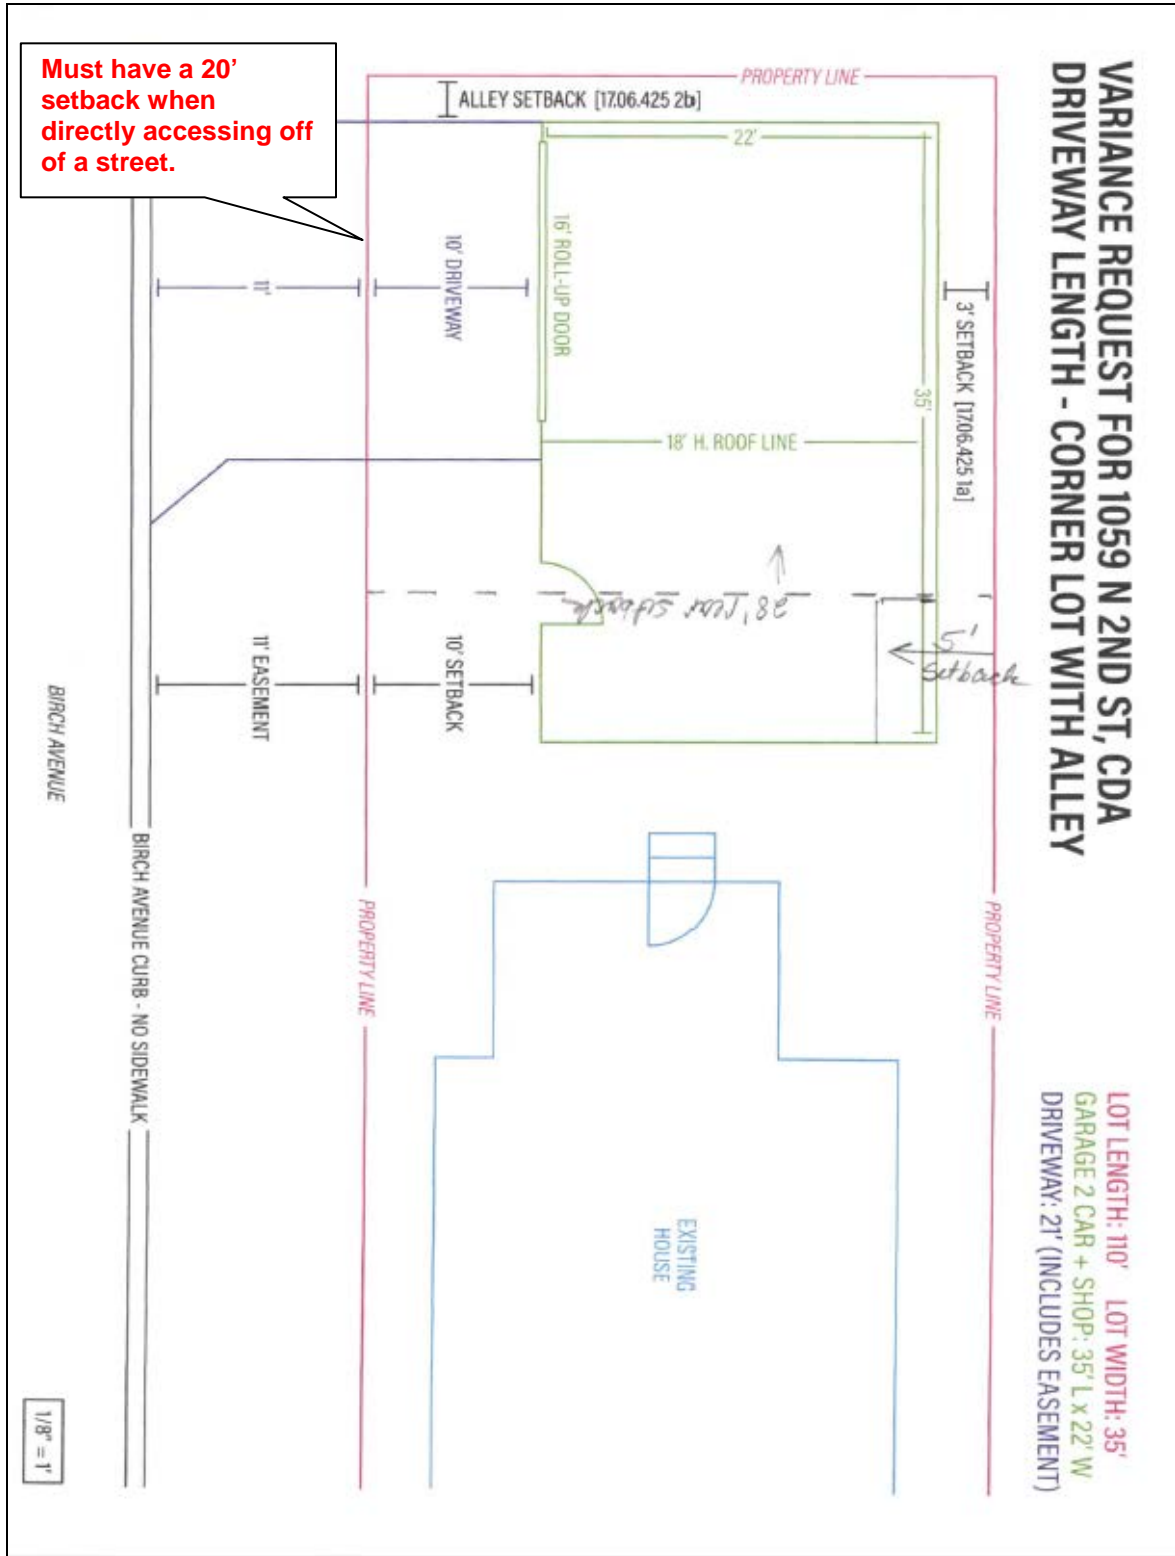 Must have a 20’
setback when
directly accessing off
of a street.
VARIANCE REQUEST FOR 1059 N 2ND ST, CDA
DRIVEWAY LENGTH - CORNER LOT WITH ALLEY
LOT LENGTH: 110' LOT WIDTH: 35'
GARAGE 2 CAR + SHOP: 35' L x 22' W
DRIVEWAY: 21' (INCLUDES EASEMENT)
PROPERTY LINE
ALLEY SETBACK [17.06.425 2b]
22'
3' SETBACK [17.06.425 1a]
35'
16' ROLL-UP DOOR
10' DRIVEWAY
11'
18' H. ROOF LINE
28' rear setback
5'
Setback
10' SETBACK
11' EASEMENT
BIRCH AVENUE
BIRCH AVENUE CURB - NO SIDEWALK
PROPERTY LINE
PROPERTY LINE
EXISTING
HOUSE
1/8" = 1'